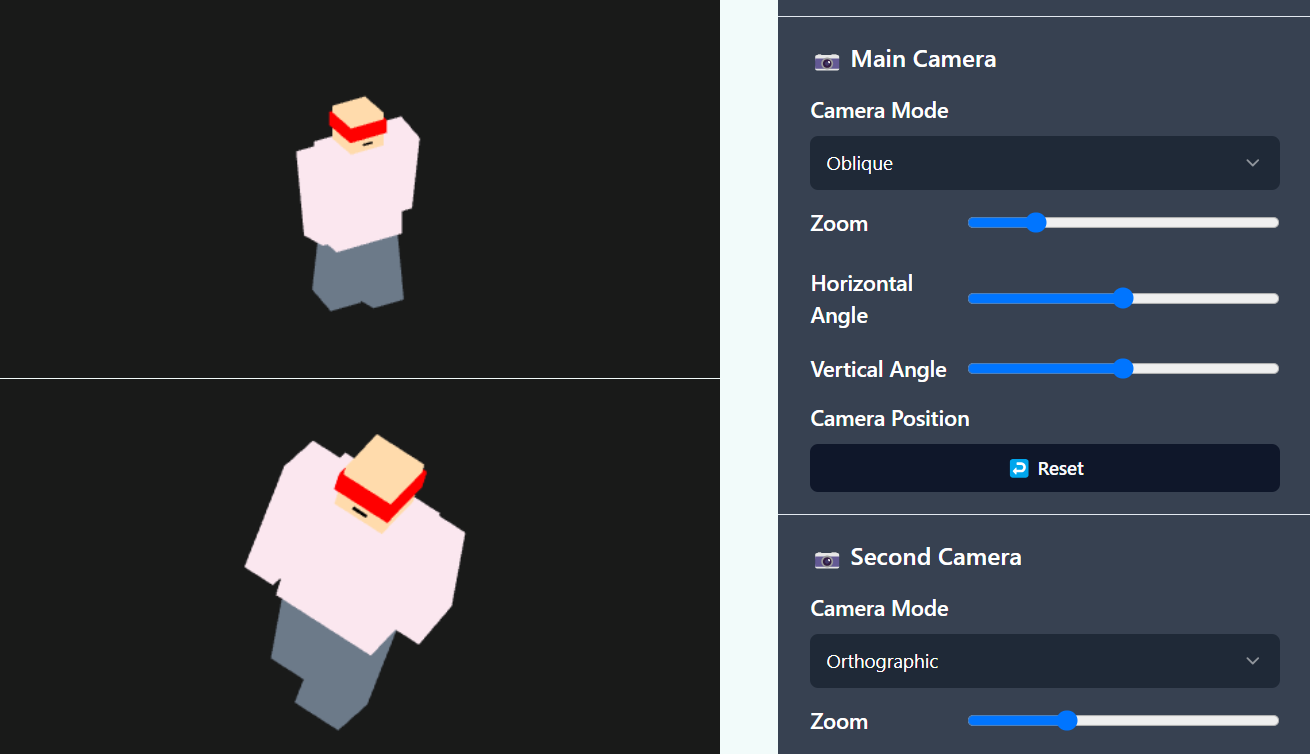 Main Camera
Camera Mode
Oblique
Zoom
Horizontal
Angle
Vertical Angle
Camera Position
Reset
Second Camera
Camera Mode
Orthographic
Zoom